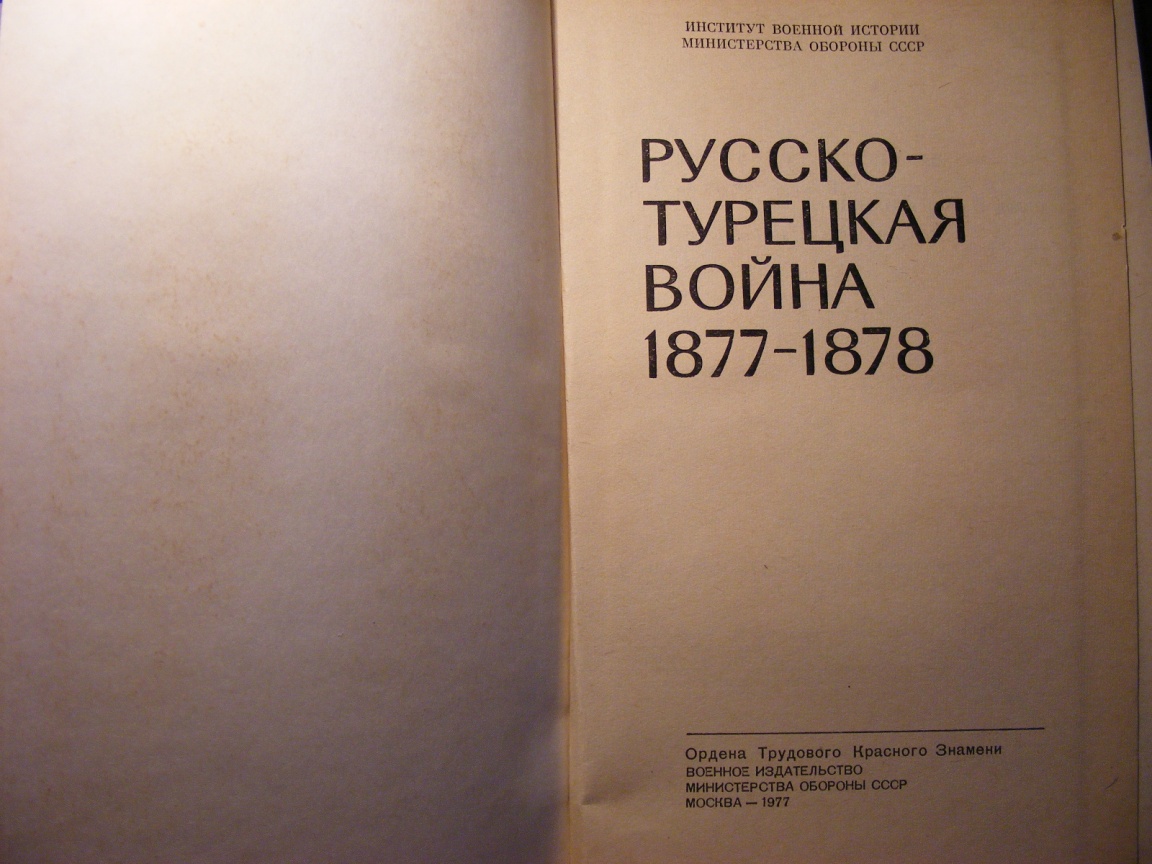 ИНСТИТУТ ВОЕННОЙ ИСТОРИИ
МИНИСТЕРСТВА ОБОРОНЫ СССР
РУССКО-
ТУРЕЦКАЯ
ВОЙНА
1877–1878
Ордена Трудового Красного Знамени
ВОЕННОЕ ИЗДАТЕЛЬСТВО
МИНИСТЕРСТВА ОБОРОНЫ СССР
МОСКВА — 1977